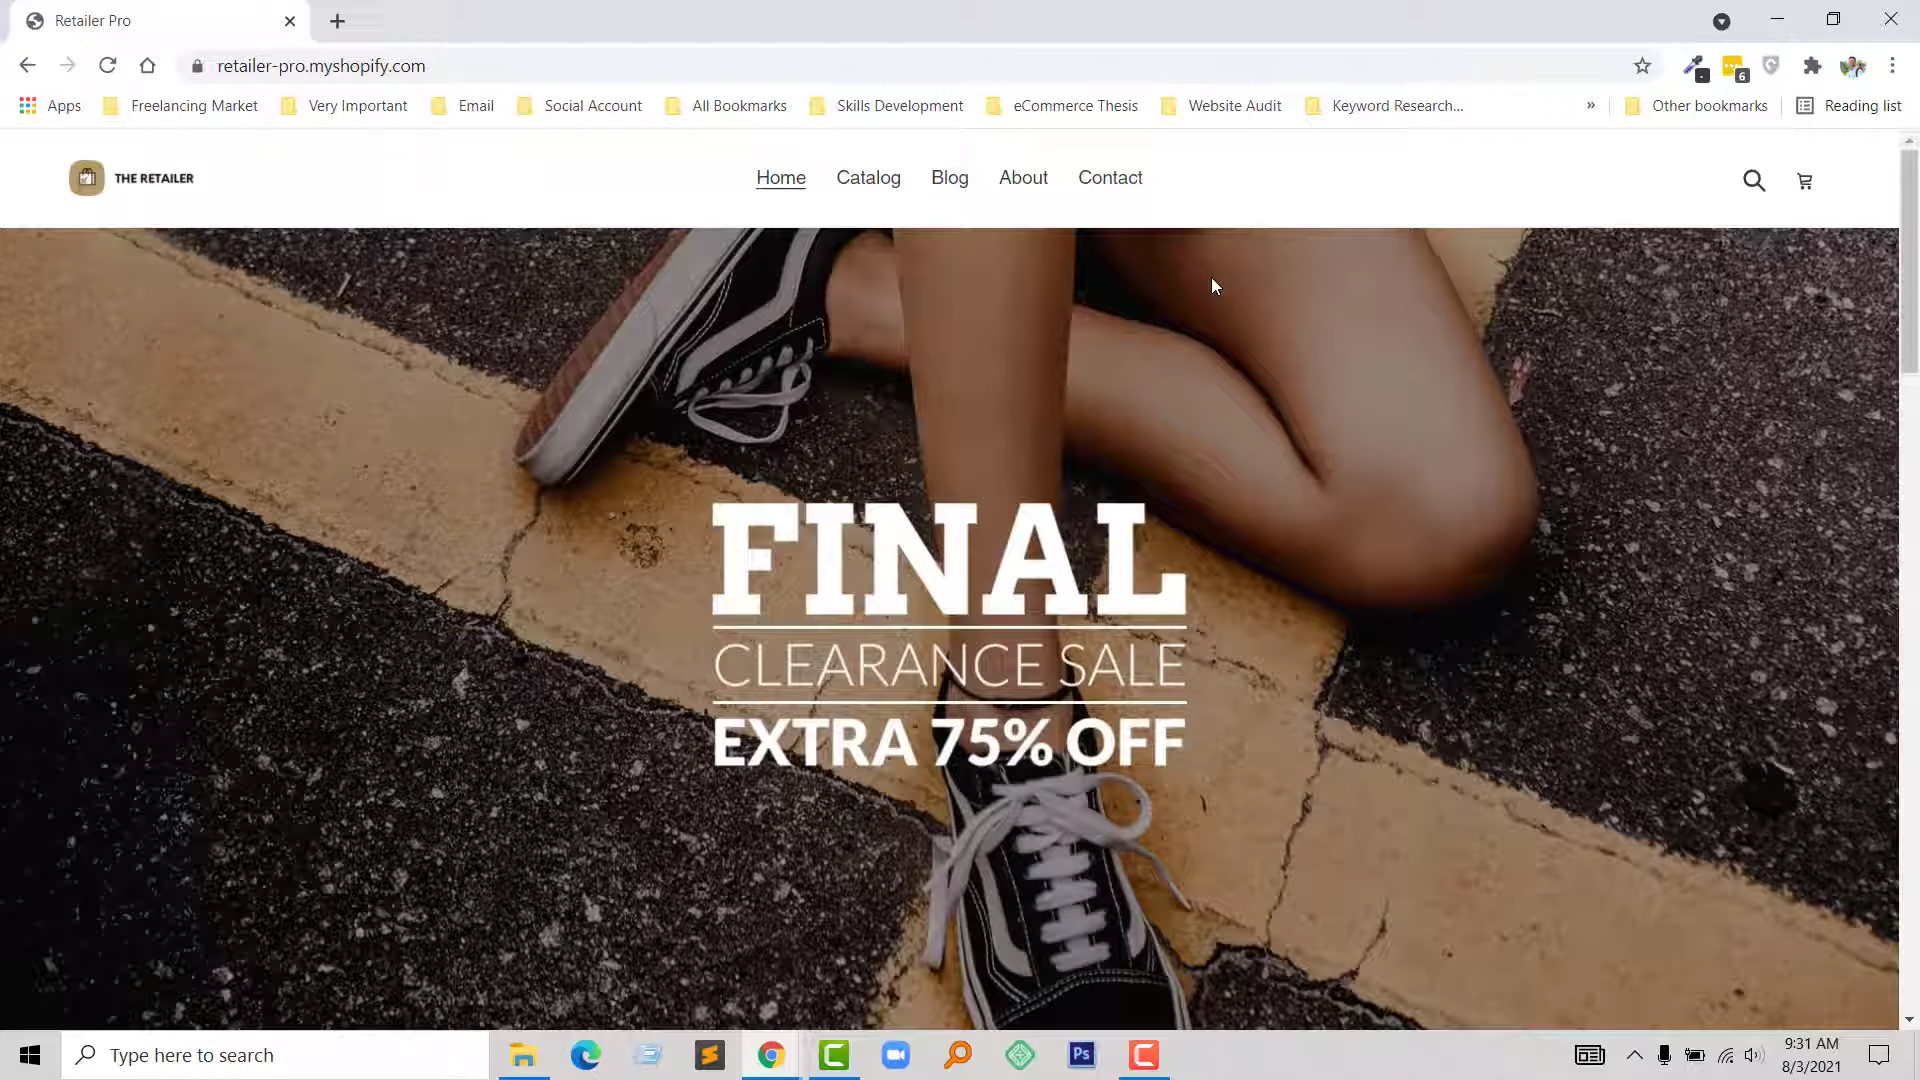 Retailer Pro
retailer-pro.myshopify.com
6
Apps Freelancing Market Very Important Email Social Account All Bookmarks Skills Development eCommerce Thesis Website Audit Keyword Research... » Other bookmarks Reading list
THE RETAILER Home Catalog Blog About Contact
FINAL
CLEARANCE SALE
EXTRA 75% OFF
Type here to search
Ps
9:31 AM
8/3/2021